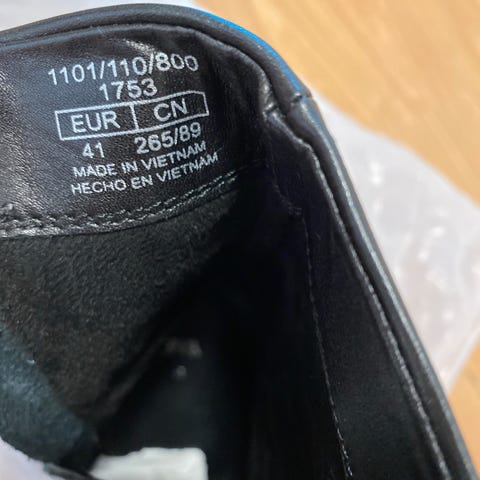 1101/110/800
1753
EUR CN
41 265/89
MADE IN VIETNAM
HECHO EN VIETNAM